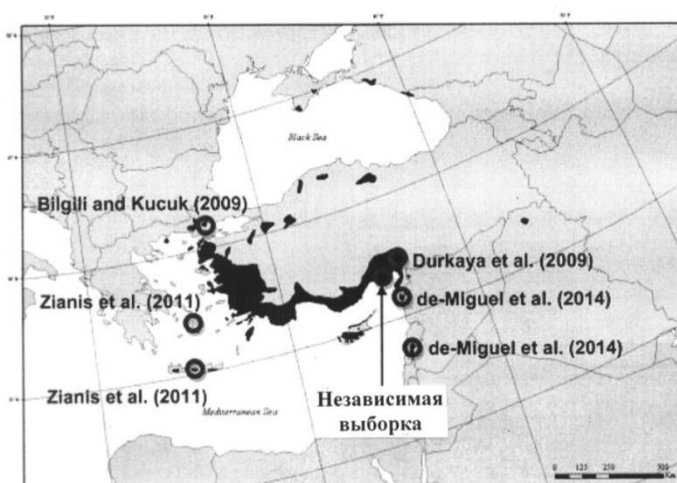 Black Sea
Bilgili and Kucuk (2009)
Durkaya et al. (2009)
Zianis et al. (2011)
de-Miguel et al. (2014)
de-Miguel et al. (2014)
Zianis et al. (2011)
Mediterranean Sea
Независимая
выборка
0 125 250 500